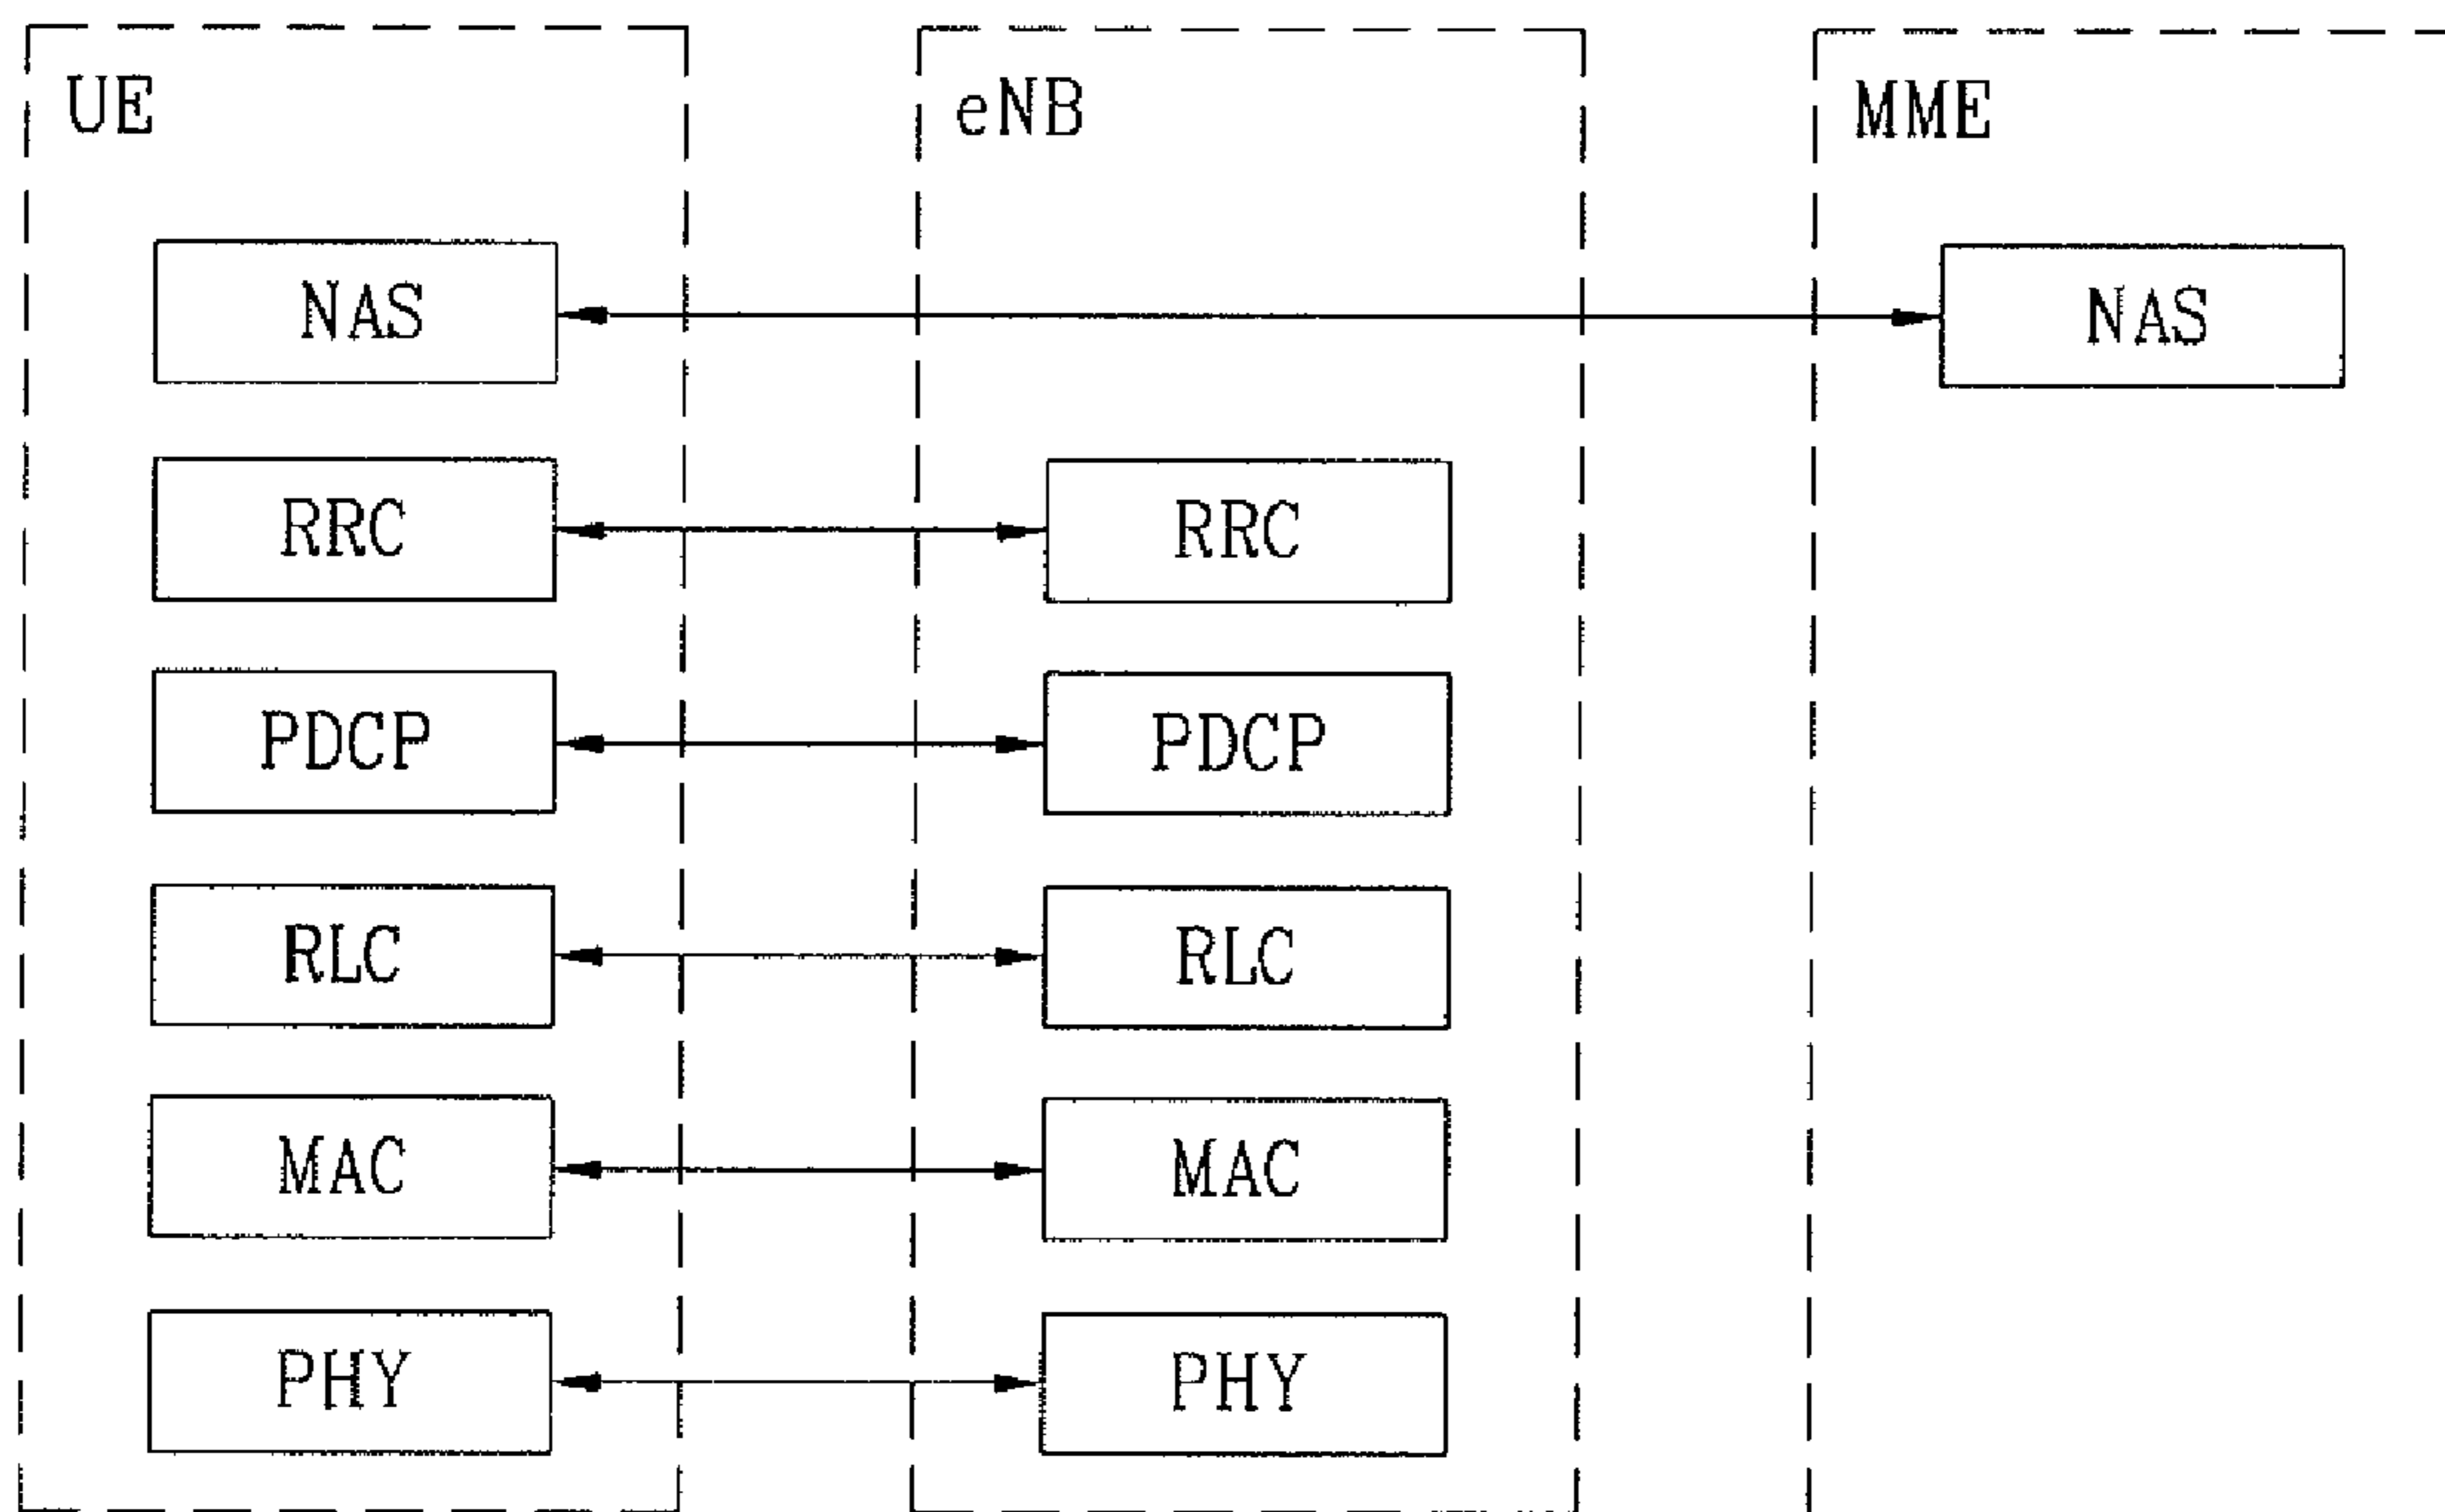 UE
eNB
MME
NAS
NAS
RRC
RRC
PDCP
PDCP
RLC
RLC
MAC
MAC
PHY
PHY